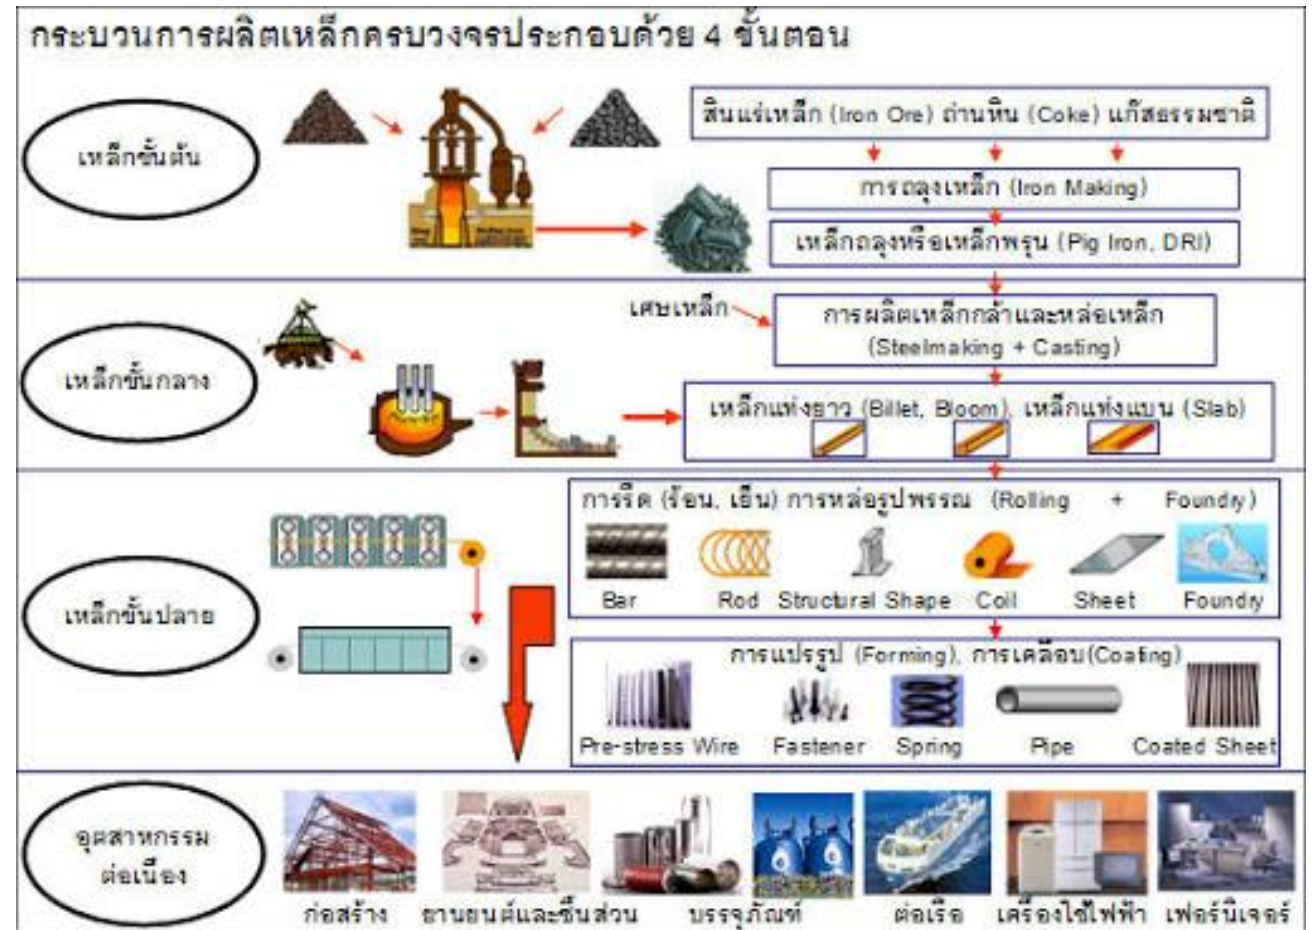 กระบวนการผลิตเหล็กครบวงจรประกอบด้วย 4 ขั้นตอน
เหล็กขั้นต้น
สินแร่เหล็ก (Iron Ore) ถ่านหิน (Coke) แก๊สธรรมชาติ
การถลุงเหล็ก (Iron Making)
เหล็กถลุงหรือเหล็กพรุน (Pig Iron, DRI)
เหล็กขั้นกลาง
เศษเหล็ก
การผลิตเหล็กกล้าและหล่อเหล็ก
(Steelmaking + Casting)
เหล็กแท่งยาว (Billet, Bloom), เหล็กแท่งแบน (Slab)
เหล็กขั้นปลาย
การรีด (ร้อน, เย็น) การหล่อรูปพรรณ (Rolling + Foundry)
Bar Rod Structural Shape Coil Sheet Foundry
การแปรรูป (Forming), การเคลือบ(Coating)
Pre-stress Wire Fastener Spring Pipe Coated Sheet
อุตสาหกรรม
ต่อเนื่อง
ก่อสร้าง ยานยนต์และชิ้นส่วน บรรจุภัณฑ์ ต่อเรือ เครื่องใช้ไฟฟ้า เฟอร์นิเจอร์